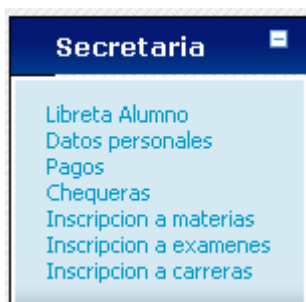 Secretaria
Libreta Alumno
Datos personales
Pagos
Chequeras
Inscripcion a materias
Inscripcion a examenes
Inscripcion a carreras